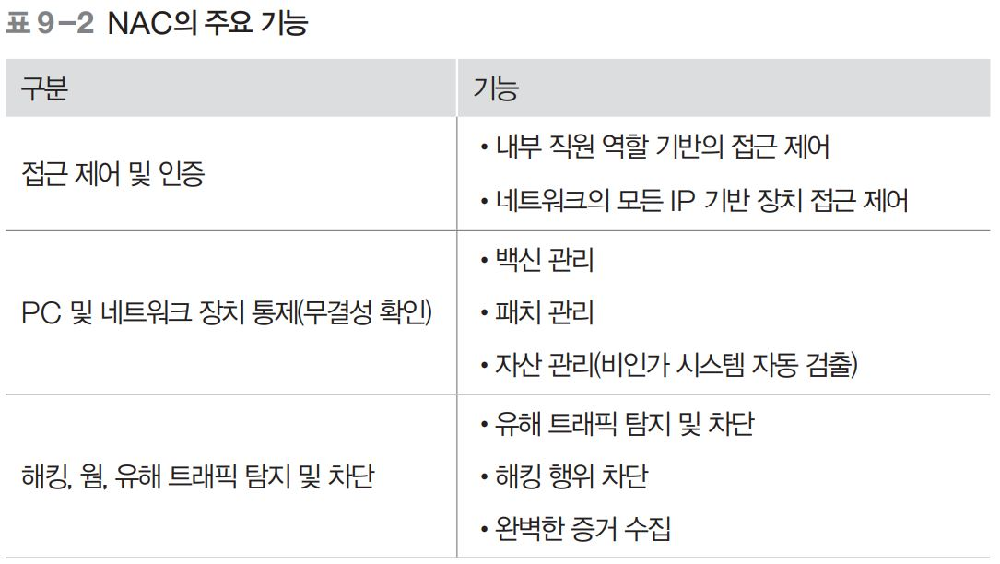 표 9-2 NAC의 주요 기능
구분
기능
접근 제어 및 인증
• 내부 직원 역할 기반의 접근 제어
• 네트워크의 모든 IP 기반 장치 접근 제어
PC 및 네트워크 장치 통제(무결성 확인)
• 백신 관리
• 패치 관리
• 자산 관리(비인가 시스템 자동 검출)
해킹, 웜, 유해 트래픽 탐지 및 차단
• 유해 트래픽 탐지 및 차단
• 해킹 행위 차단
• 완벽한 증거 수집